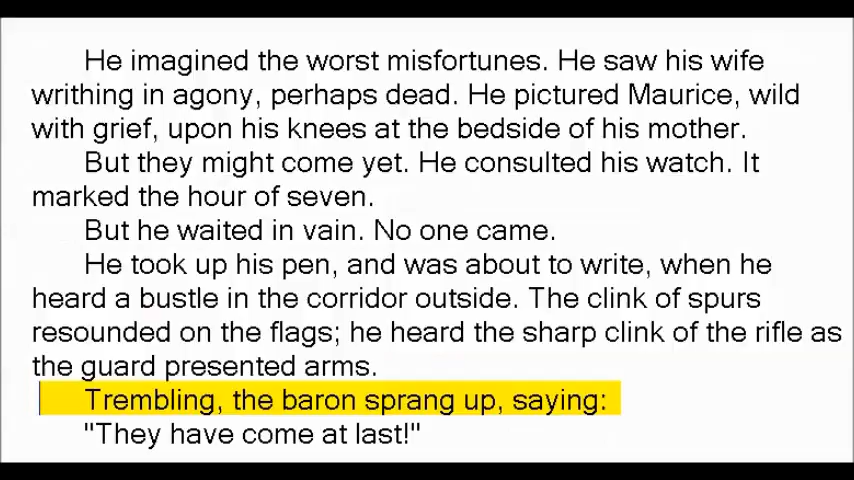 He imagined the worst misfortunes. He saw his wife
writhing in agony, perhaps dead. He pictured Maurice, wild
with grief, upon his knees at the bedside of his mother.
But they might come yet. He consulted his watch. It
marked the hour of seven.
But he waited in vain. No one came.
He took up his pen, and was about to write, when he
heard a bustle in the corridor outside. The clink of spurs
resounded on the flags; he heard the sharp clink of the rifle as
the guard presented arms.
Trembling, the baron sprang up, saying:
"They have come at last!"